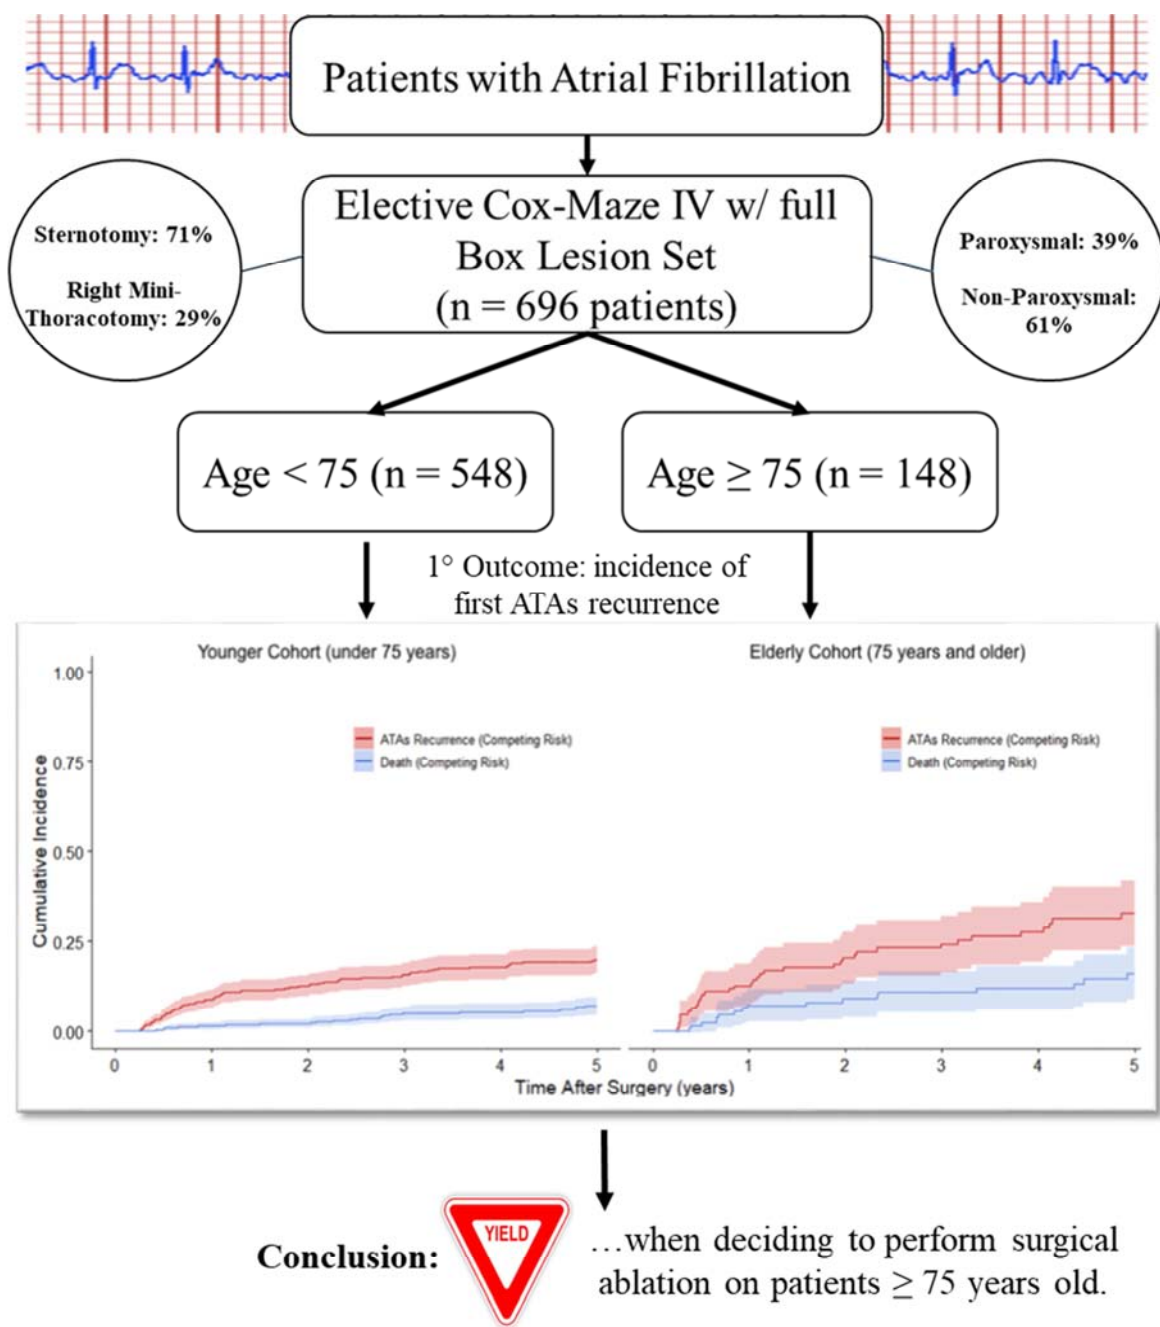 Patients with Atrial Fibrillation
Elective Cox-Maze IV w/ full
Box Lesion Set
(n = 696 patients)
Sternotomy: 71%
Right Mini-
Thoracotomy: 29%
Paroxysmal: 39%
Non-Paroxysmal:
61%
Age < 75 (n = 548)
Age ≥ 75 (n = 148)
1° Outcome: incidence of
first ATAs recurrence
Younger Cohort (under 75 years)
ATAs Recurrence (Competing Risk)
Death (Competing Risk)
Elderly Cohort (75 years and older)
ATAs Recurrence (Competing Risk)
Death (Competing Risk)
Cumulative Incidence
1.00
0.75
0.50
0.25
0.00
0 1 2 3 4 5
0 1 2 3 4 5
Time After Surgery (years)
Conclusion:
YIELD
…when deciding to perform surgical
ablation on patients ≥ 75 years old.